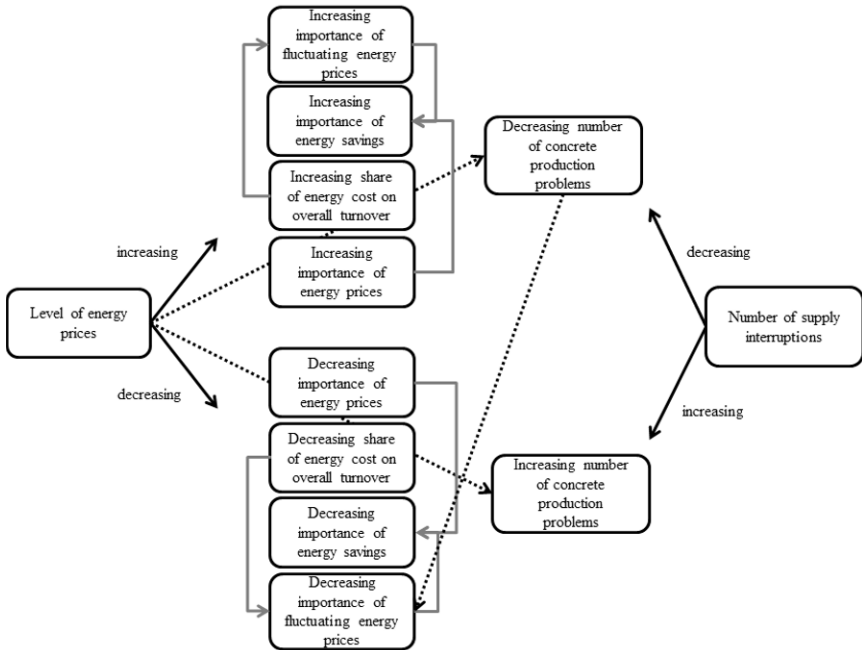 Increasing
importance of
fluctuating energy
prices
Increasing
importance of
energy savings
Increasing share
of energy cost on
overall turnover
Increasing
importance of
energy prices
Decreasing number
of concrete
production
problems
increasing
decreasing
Level of energy
prices
Number of supply
interruptions
decreasing
increasing
Decreasing
importance of
energy prices
Decreasing share
of energy cost on
overall turnover
Decreasing
importance of
energy savings
Decreasing
importance of
fluctuating energy
prices
Increasing number
of concrete
production
problems